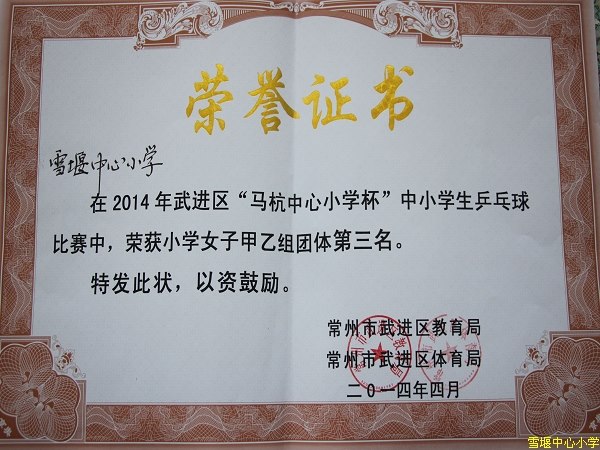 荣誉证书
雪堰中心小学
在2014年武进区“马杭中心小学杯”中小学生乒乓球
比赛中，荣获小学女子甲乙组团体第三名。
特发此状，以资鼓励。
常州市武进区教育局
常州市武进区体育局
二〇一四年四月
雪堰中心小学